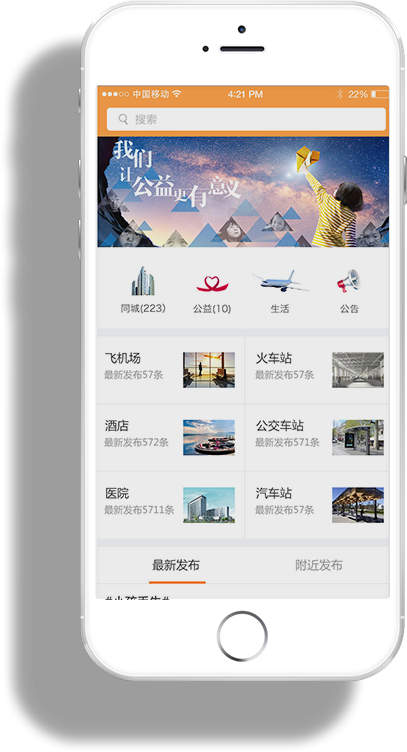 中国移动 4:21 PM 22%
搜索
我们
让
公益更有意义
同城(223) 公益(10) 生活 公告
飞机场 火车站
最新发布57条 最新发布57条
酒店 公交车站
最新发布572条 最新发布571条
医院 汽车站
最新发布5711条 最新发布57条
最新发布 附近发布